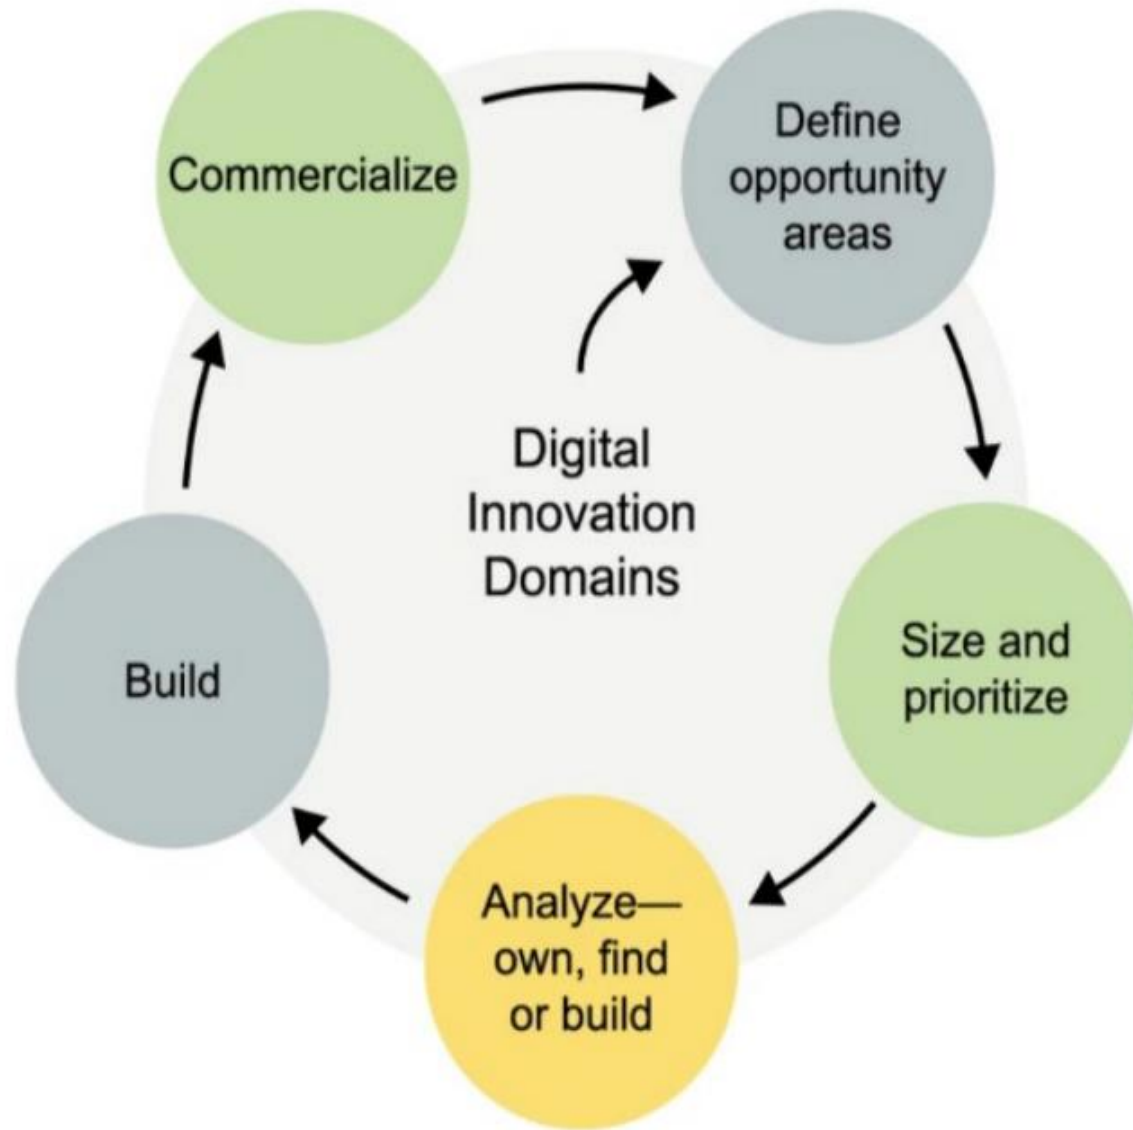 Commercialize
Define
opportunity
areas
Digital
Innovation
Domains
Size and
prioritize
Build
Analyze—
own, find
or build